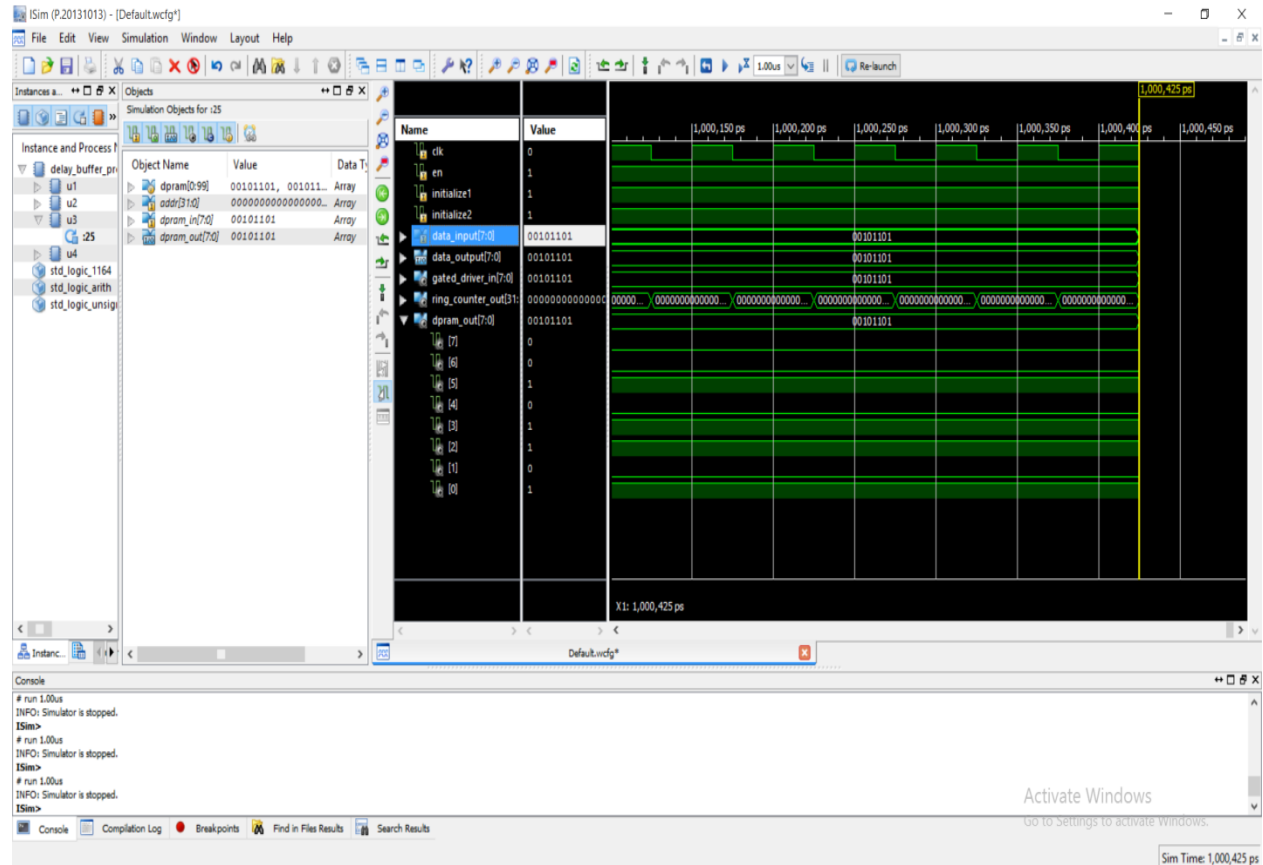 ISim (P.20131013) - [Default.wcfg*]
File Edit View Simulation Window Layout Help
1.00us Re-launch
Instances a...
Instance and Process N
delay_buffer_pr
u1
u2
u3
:25
u4
std_logic_1164
std_logic_arith
std_logic_unsig
Instanc...
Objects
Simulation Objects for :25
Object Name Value Data T
dpram[0:99] 00101101, 001011... Array
addr[31:0] 0000000000000000... Array
dpram_in[7:0] 00101101 Array
dpram_out[7:0] 00101101 Array
1,000,425 ps
Name Value 1,000,150 ps 1,000,200 ps 1,000,250 ps 1,000,300 ps 1,000,350 ps 1,000,400 ps 1,000,450 ps
clk 0
en 1
initialize1 1
initialize2 1
data_input[7:0] 00101101 00101101
data_output[7:0] 00101101 00101101
gated_driver_in[7:0] 00101101 00101101
ring_counter_out[31: 0000000000000 00000... 0000000000000... 0000000000000... 0000000000000... 0000000000000... 0000000000000... 0000000000000...
dpram_out[7:0] 00101101 00101101
[7] 0
[6] 0
[5] 1
[4] 0
[3] 1
[2] 1
[1] 0
[0] 1
X1: 1,000,425 ps
Default.wcfg*
Console
# run 1.00us
INFO: Simulator is stopped.
ISim>
# run 1.00us
INFO: Simulator is stopped.
ISim>
# run 1.00us
INFO: Simulator is stopped.
ISim>
Activate Windows
Go to Settings to activate Windows.
Console Compilation Log Breakpoints Find in Files Results Search Results
Sim Time: 1,000,425 ps